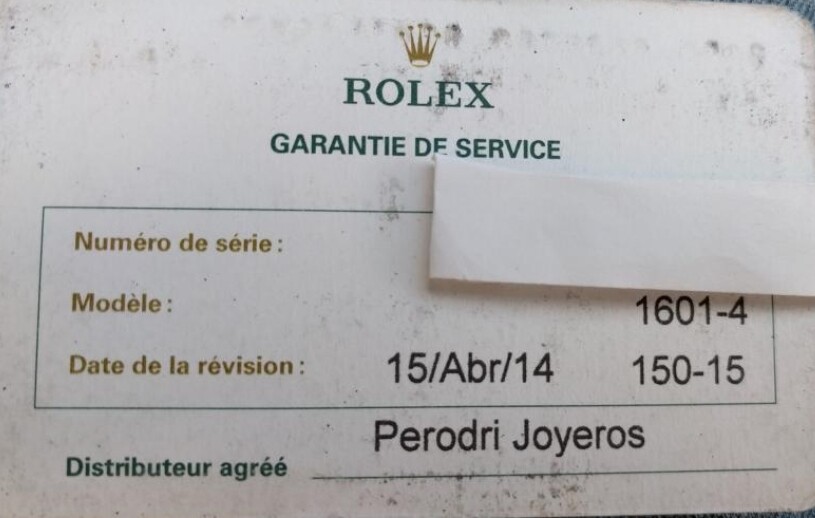 ROLEX
GARANTIE DE SERVICE
Numéro de série :
Modèle : 1601-4
Date de la révision : 15/Abr/14 150-15
Perodri Joyeros
Distributeur agréé